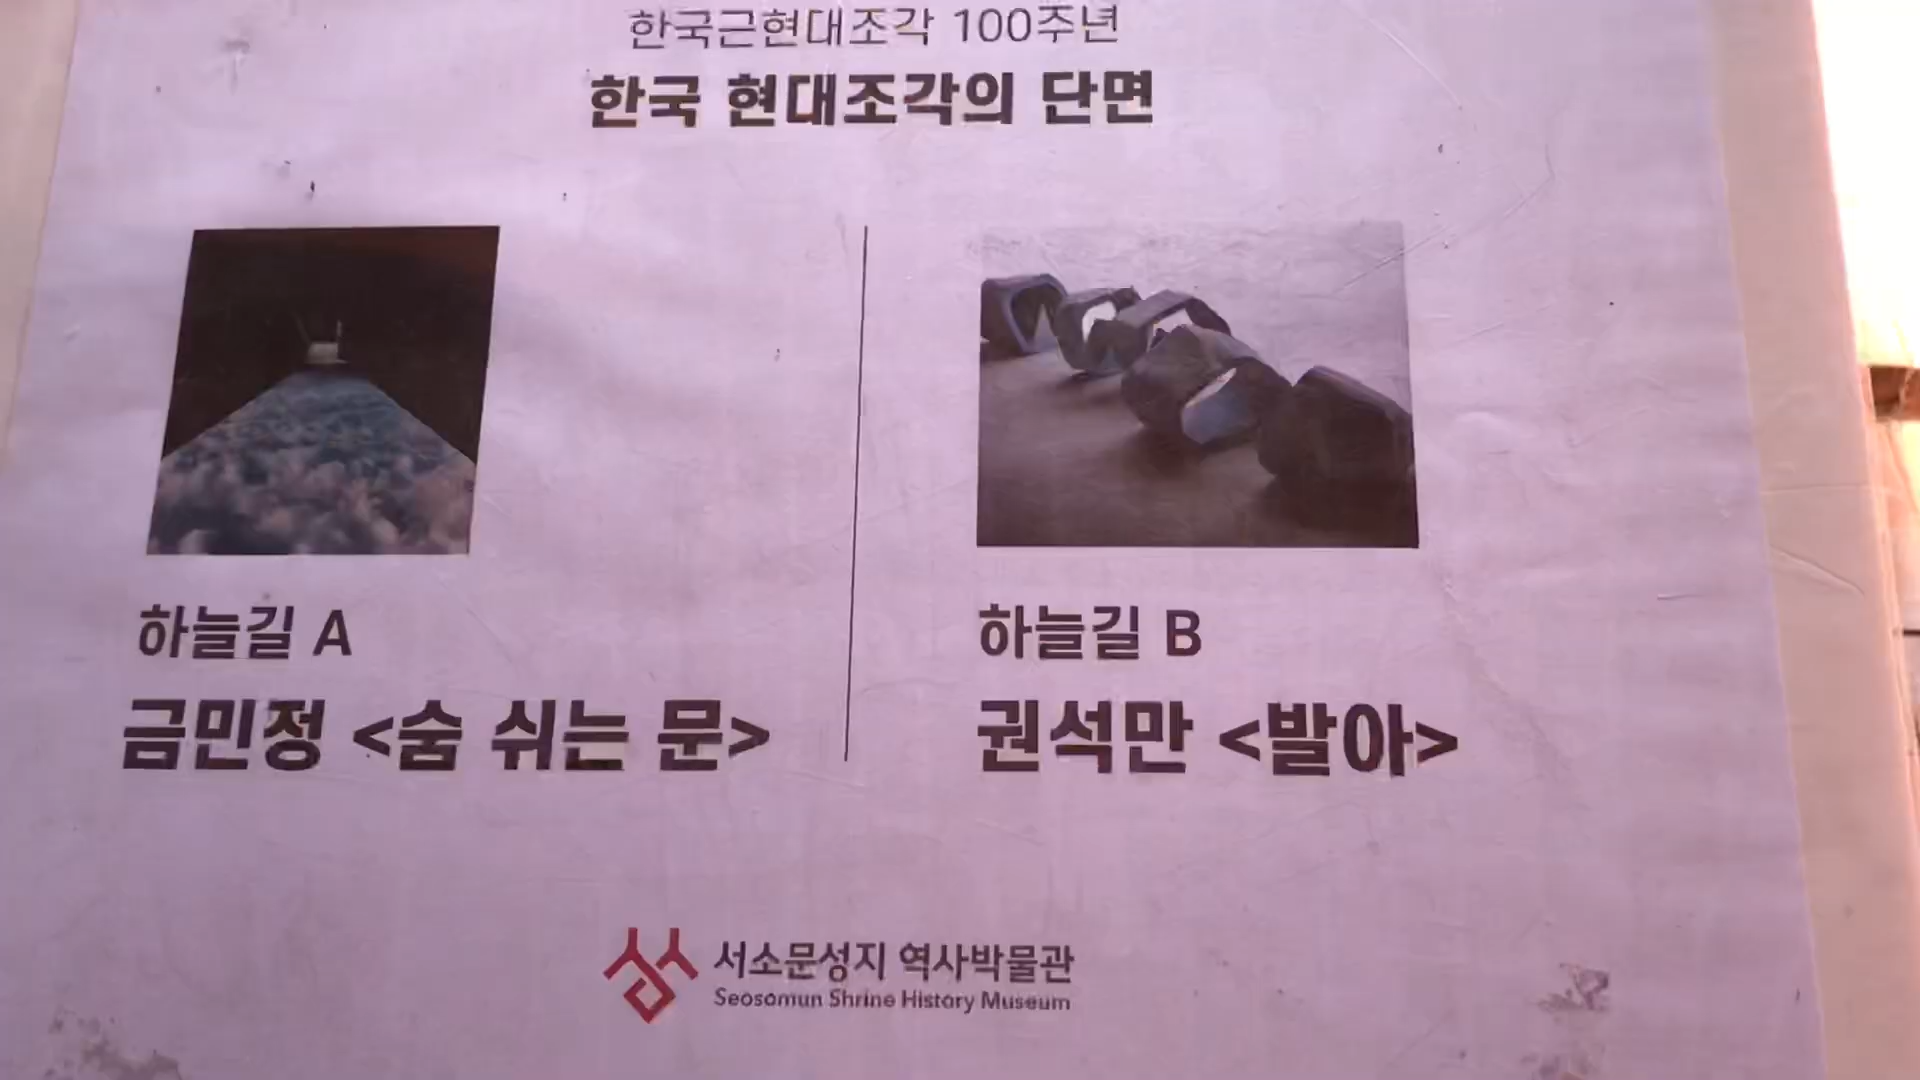 한국근현대조각 100주년
한국 현대조각의 단면
하늘길 A
금민정 <숨 쉬는 문>
하늘길 B
권석만 <발아>
서소문성지 역사박물관
Seosomun Shrine History Museum